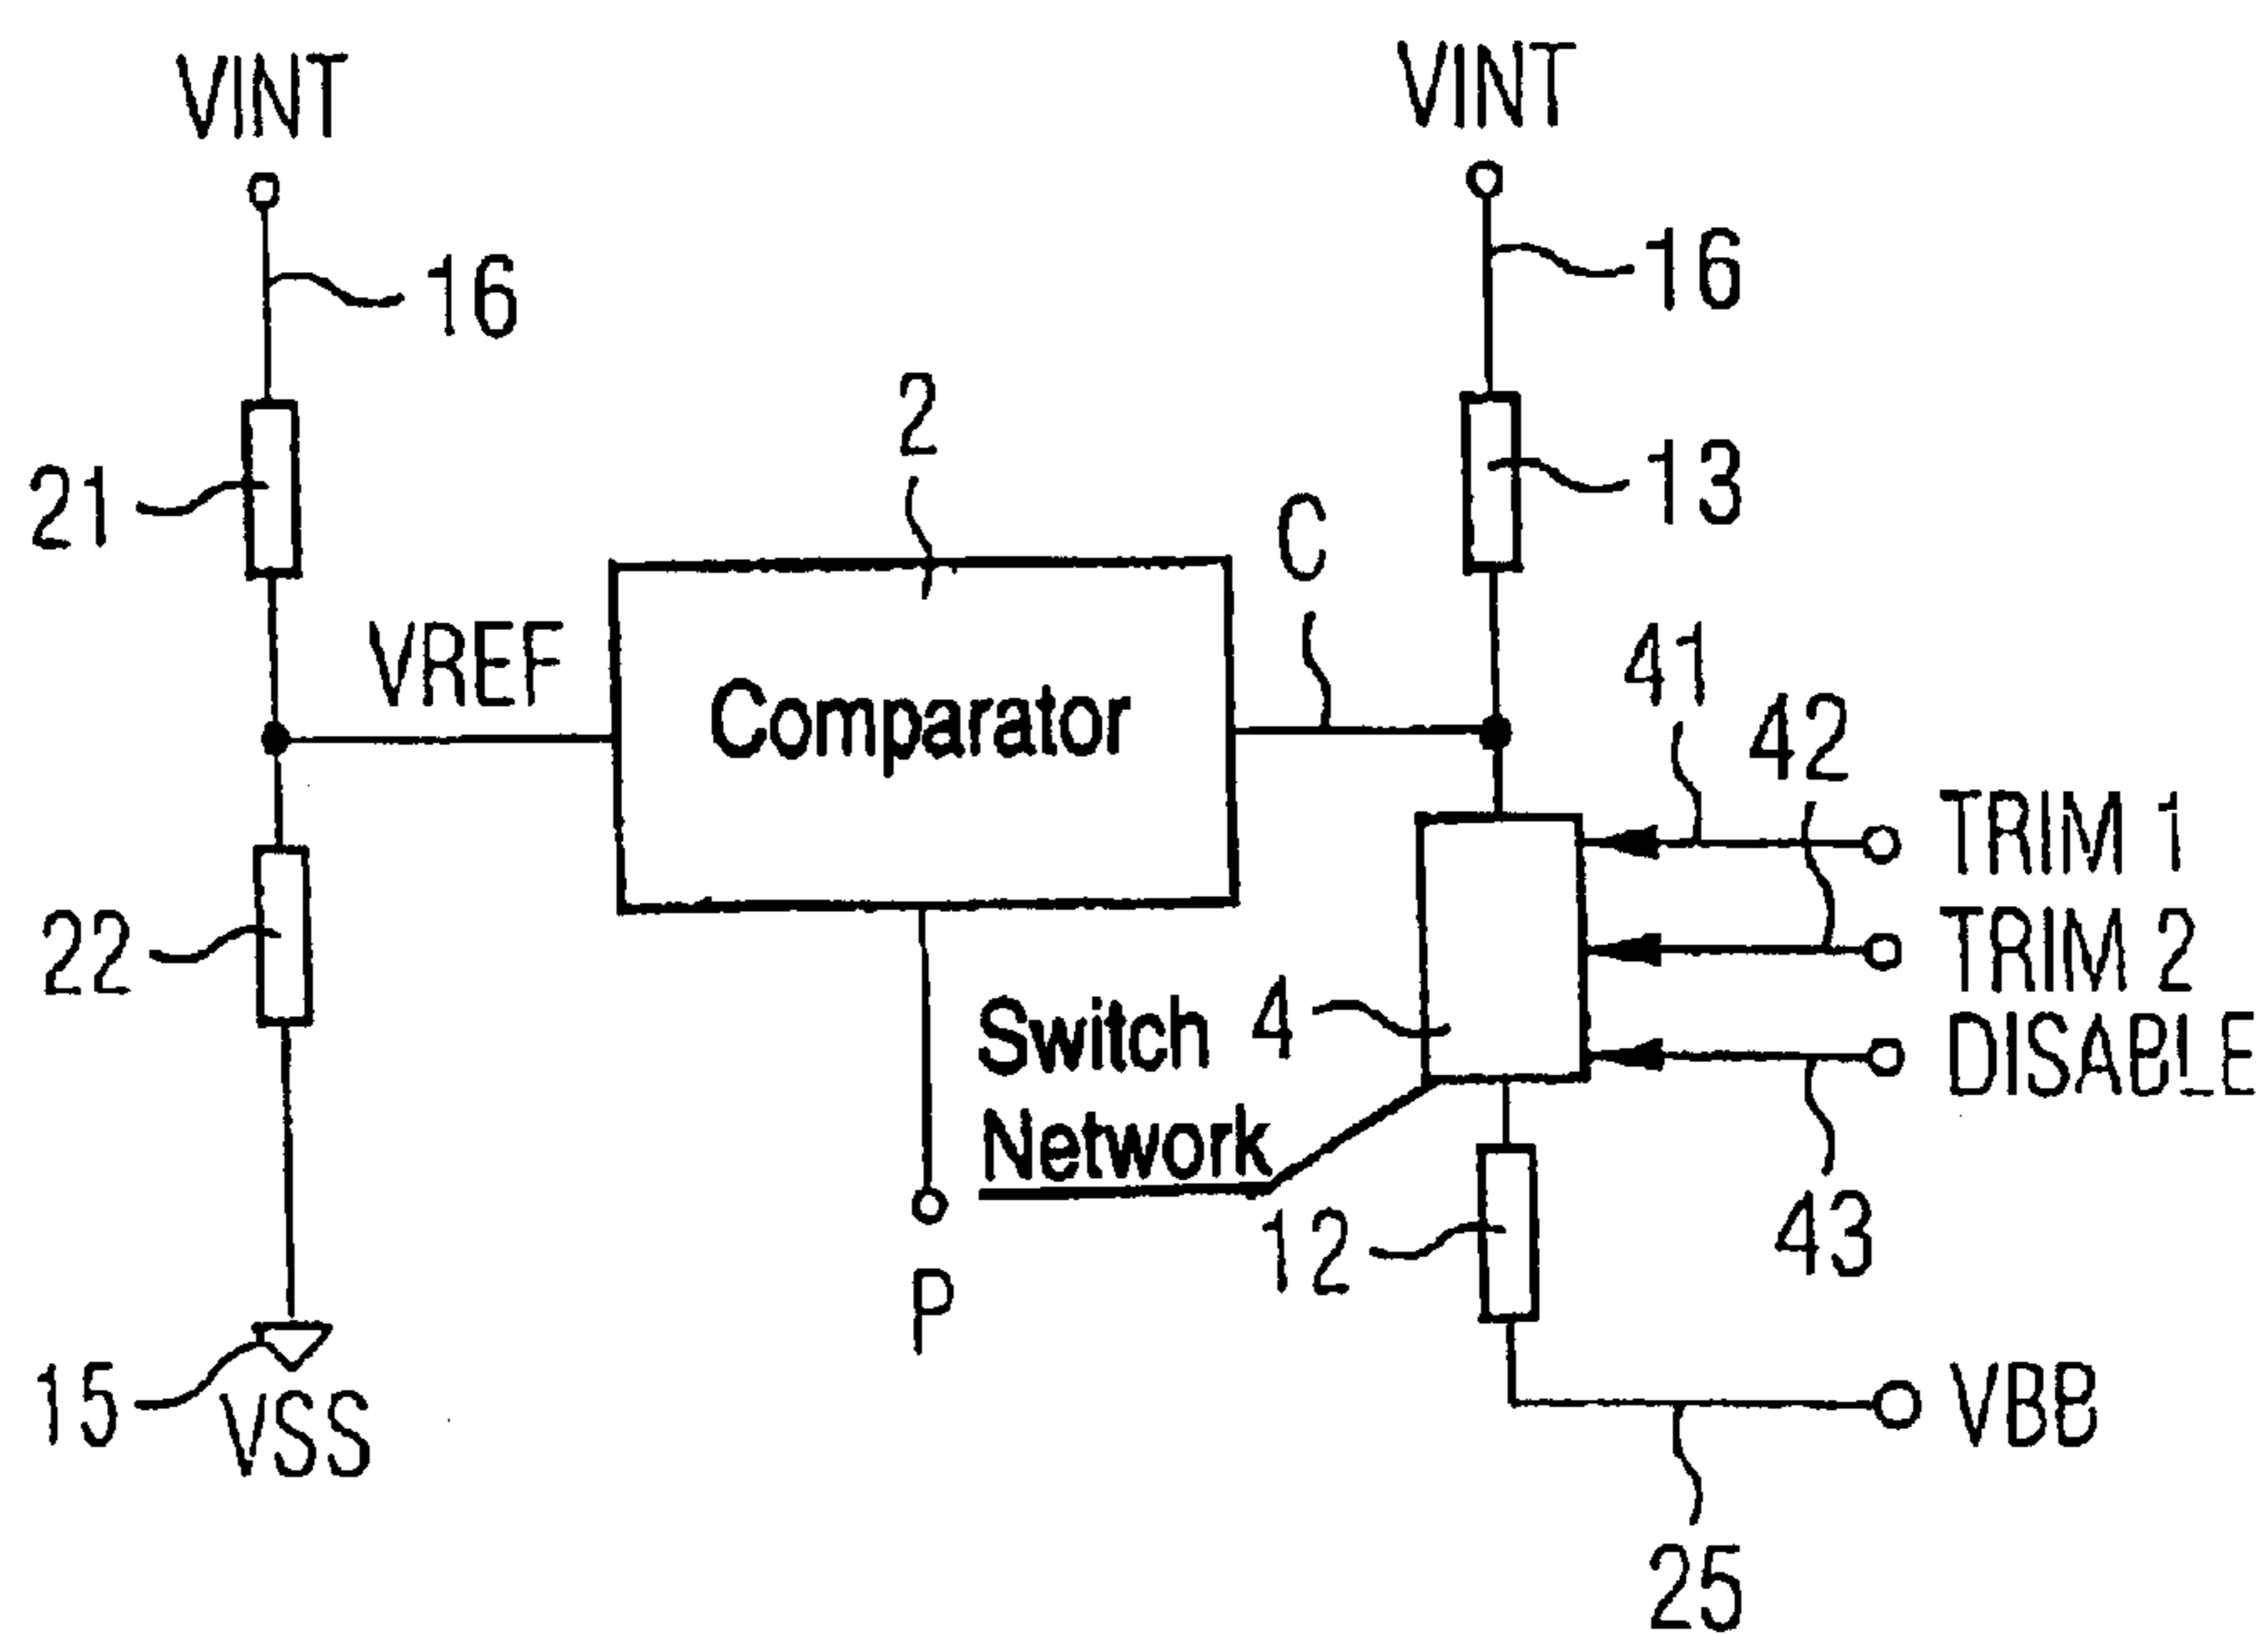 VINT
VINT
16
16
2
21
13
C
VREF
41
42
Comparator
TRIM 1
22
TRIM 2
Switch
4
DISABLE
Network
43
12
P
15
VSS
VBB
25